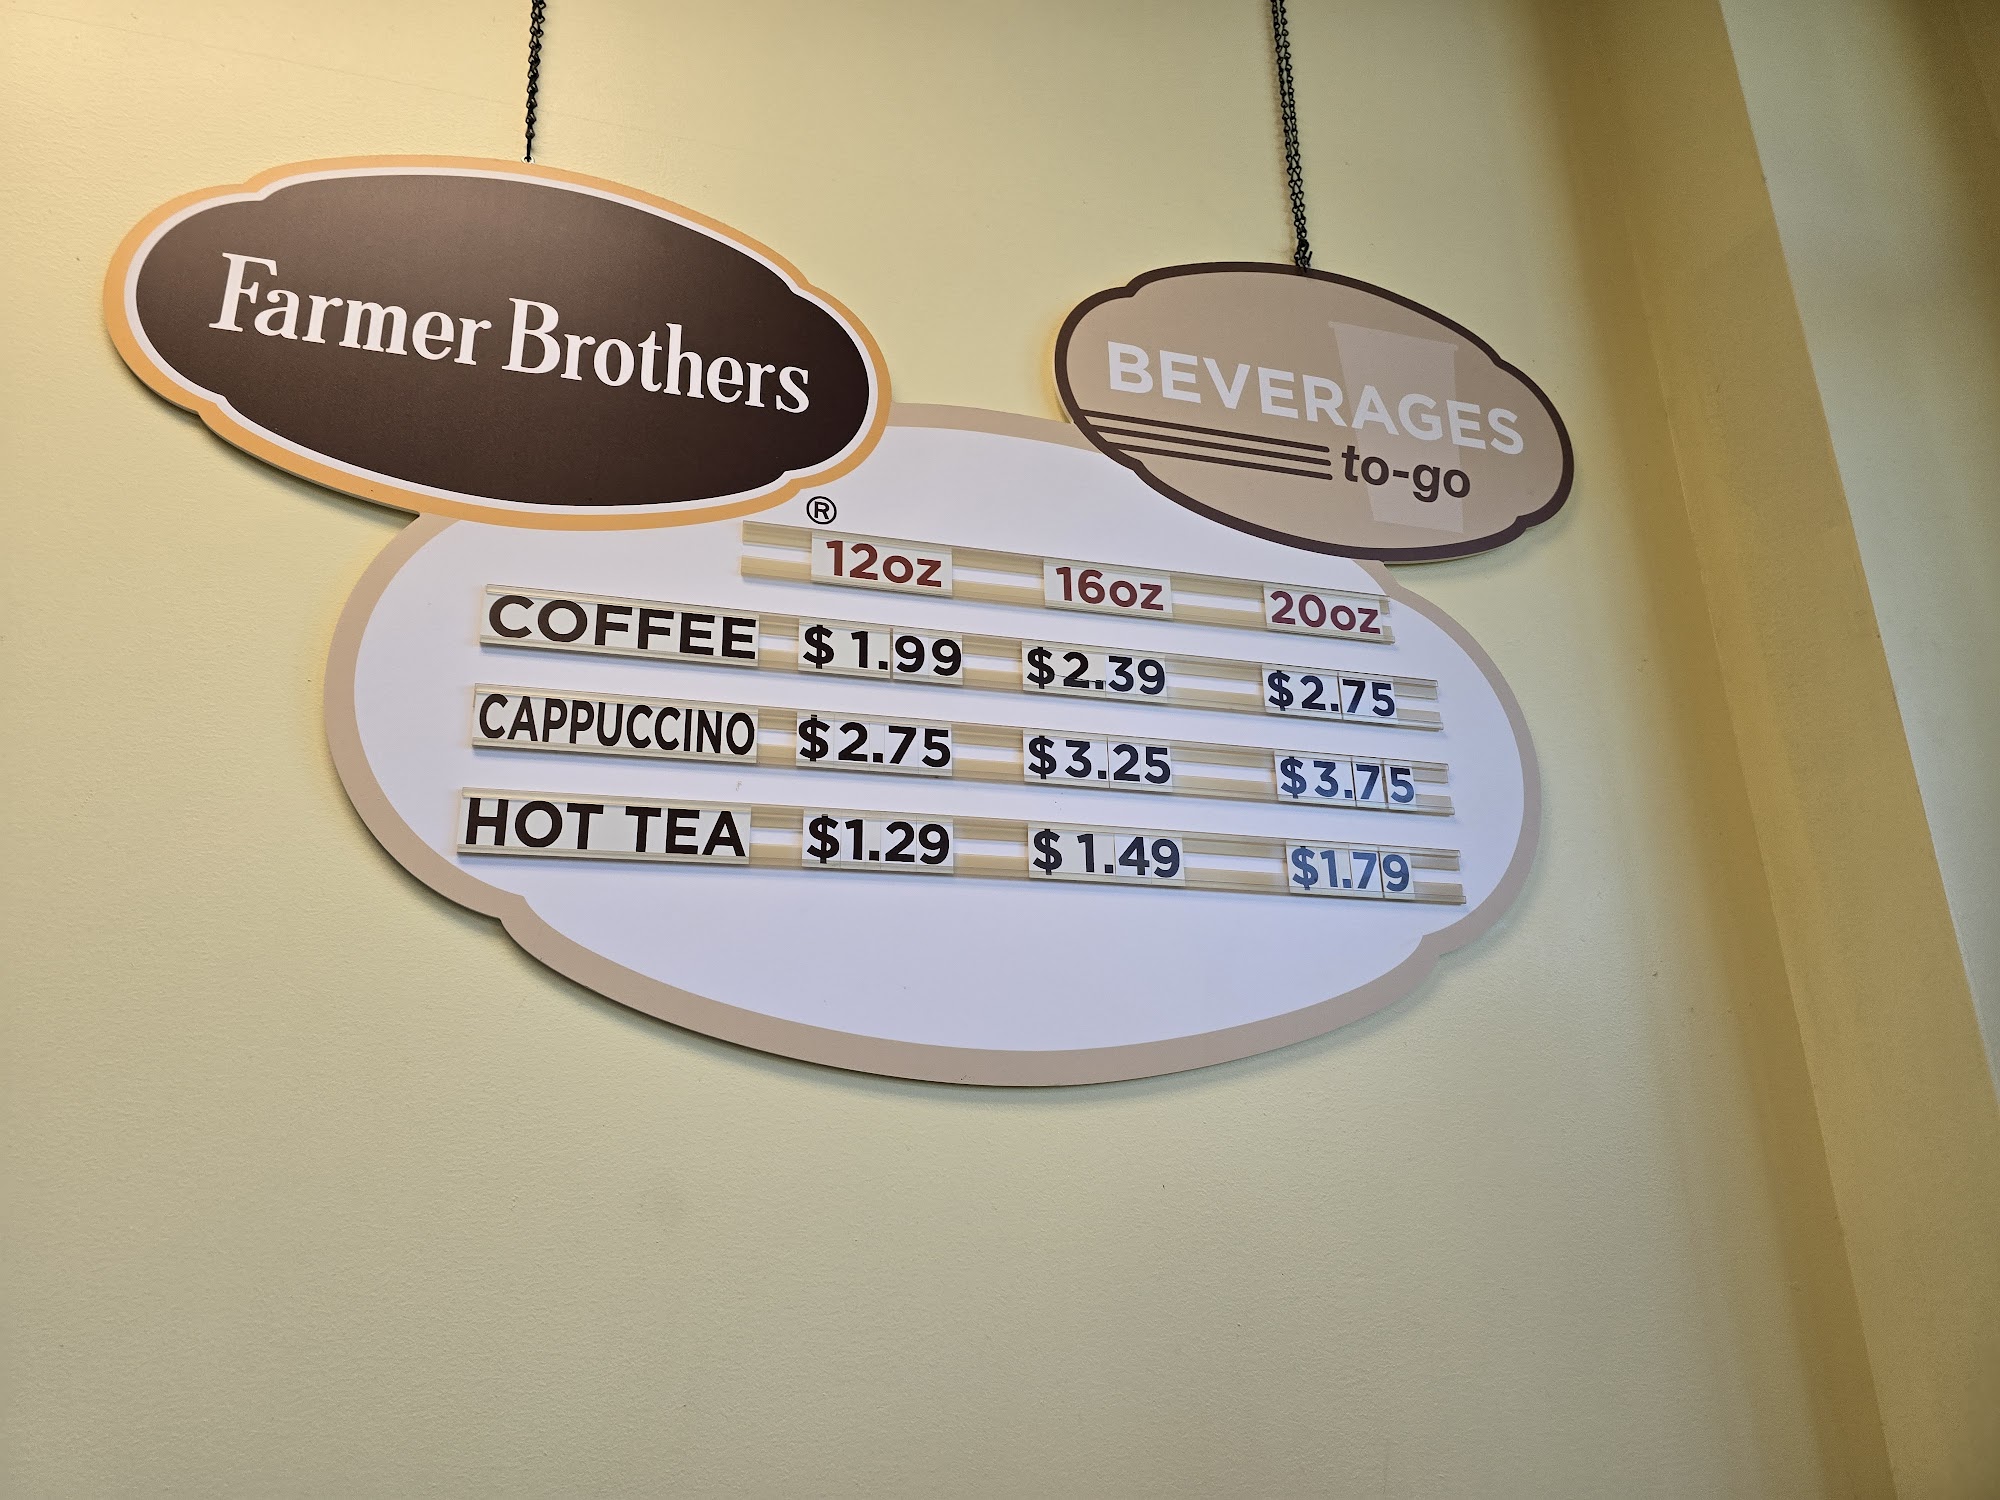 Farmer Brothers
®
BEVERAGES
to-go
12oz 16oz 20oz
COFFEE $1.99 $2.39 $2.75
CAPPUCCINO $2.75 $3.25 $3.75
HOT TEA $1.29 $1.49 $1.79